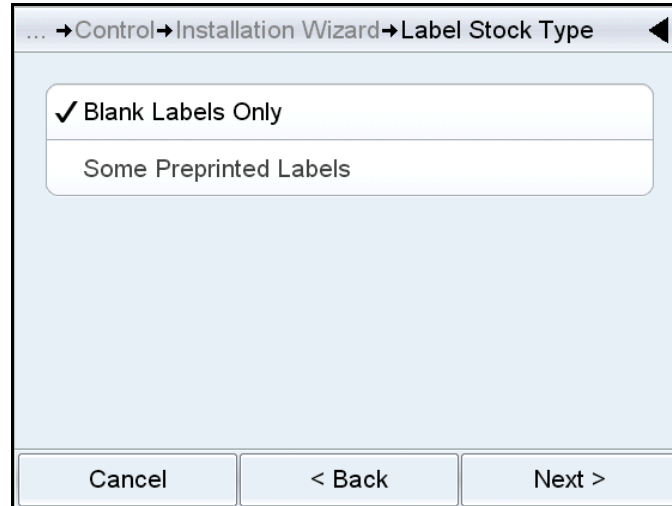 ... →Control→Installation Wizard→Label Stock Type
✓ Blank Labels Only
Some Preprinted Labels
Cancel < Back Next >